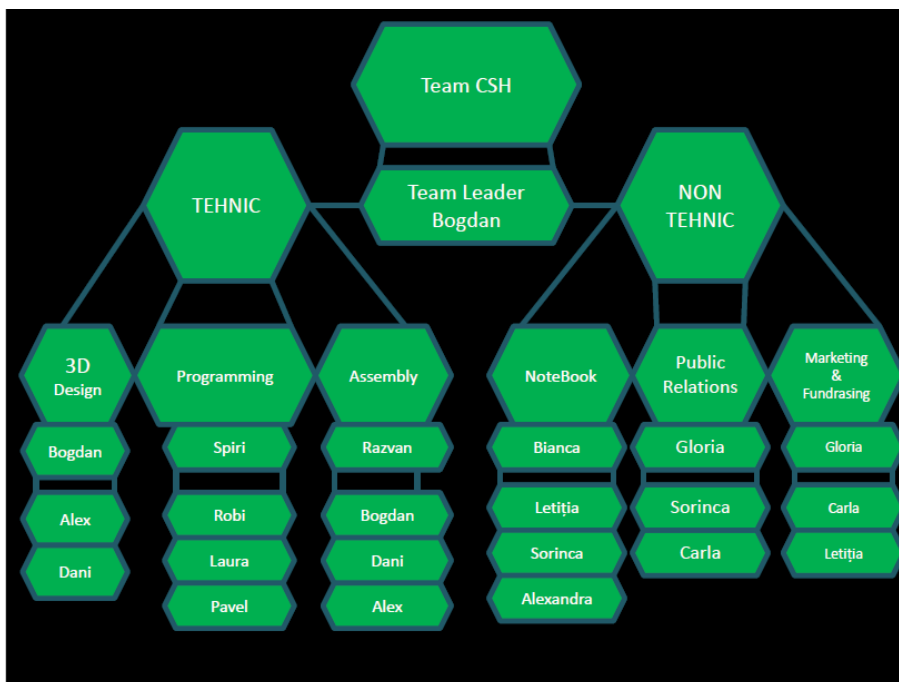 Team CSH
Team Leader
Bogdan
TEHNIC
NON
TEHNIC
3D
Design
Bogdan
Alex
Dani
Programming
Spiri
Robi
Laura
Pavel
Assembly
Razvan
Bogdan
Dani
Alex
NoteBook
Bianca
Letiția
Sorinca
Alexandra
Public
Relations
Gloria
Sorinca
Carla
Marketing
&
Fundrasing
Gloria
Carla
Letiția